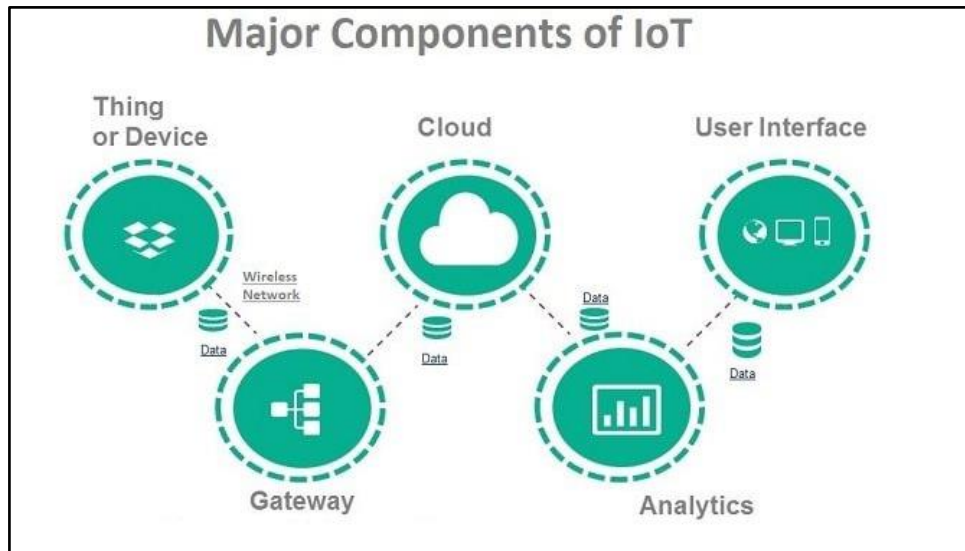 Major Components of IoT
Thing
or Device
Cloud
User Interface
Wireless
Network
Data
Data
Data
Data
Gateway
Analytics